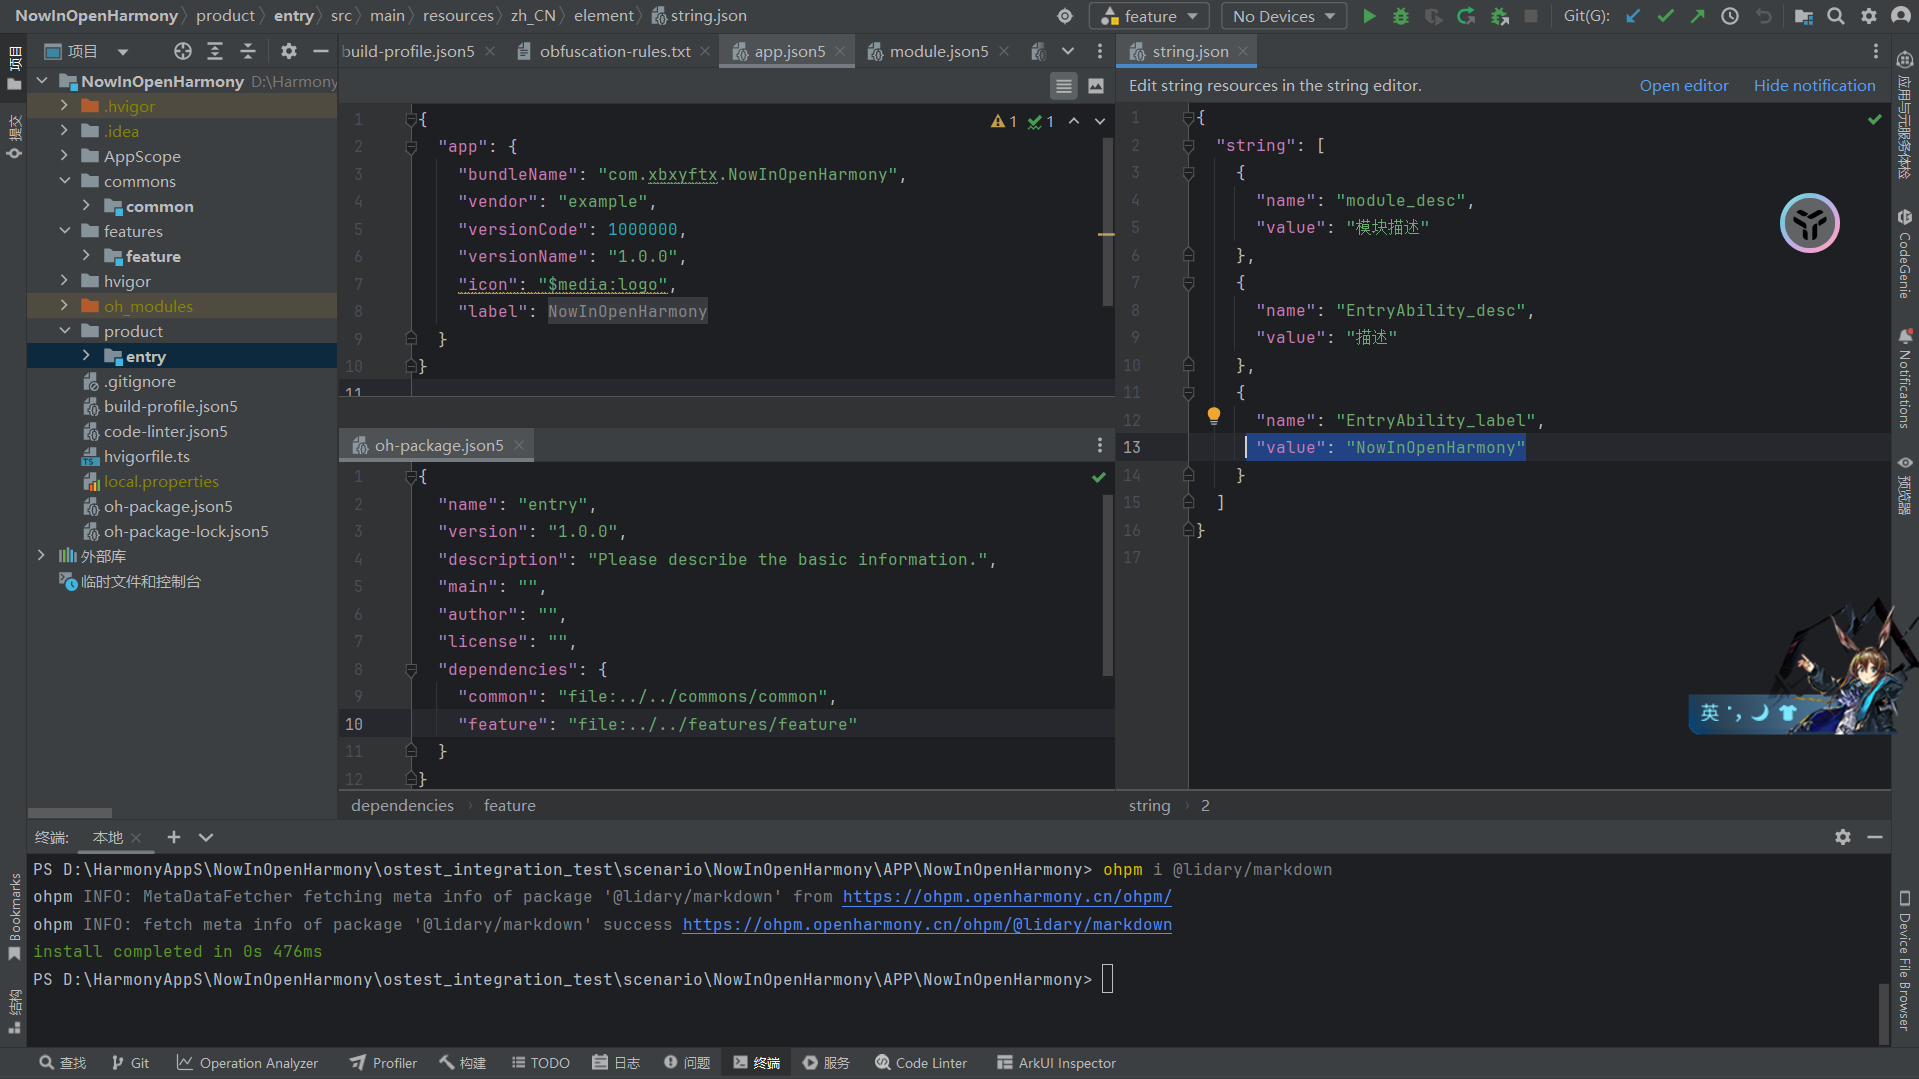 NowInOpenHarmony product entry src main resources zh_CN element string.json
feature
No Devices
Git(G):
项目
build-profile.json5
obfuscation-rules.txt
app.json5
module.json5
string.json
NowInOpenHarmony D:\Harmony
.hvigor
.idea
AppScope
commons
common
features
feature
hvigor
oh_modules
product
entry
.gitignore
build-profile.json5
code-linter.json5
hvigorfile.ts
local.properties
oh-package.json5
oh-package-lock.json5
外部库
临时文件和控制台
项目
提交
Bookmarks
结构
1 {
2 "app": {
3 "bundleName": "com.xbxyftx.NowInOpenHarmony",
4 "vendor": "example",
5 "versionCode": 1000000,
6 "versionName": "1.0.0",
7 "icon": "$media:logo",
8 "label": NowInOpenHarmony
9 }
10 }
11
1 1
oh-package.json5
1 {
2 "name": "entry",
3 "version": "1.0.0",
4 "description": "Please describe the basic information.",
5 "main": "",
6 "author": "",
7 "license": "",
8 "dependencies": {
9 "common": "file:../../commons/common",
10 "feature": "file:../../features/feature"
11 }
12 }
dependencies feature
Edit string resources in the string editor.
Open editor
Hide notification
1 {
2 "string": [
3 {
4 "name": "module_desc",
5 "value": "模块描述"
6 },
7 {
8 "name": "EntryAbility_desc",
9 "value": "描述"
10 },
11 {
12 "name": "EntryAbility_label",
13 "value": "NowInOpenHarmony"
14 }
15 ]
16 }
17
string 2
应用与元服务体检
CodeGenie
Notifications
预览器
Device File Browser
英 ',
终端:
本地
PS D:\HarmonyAppS\NowInOpenHarmony\ostest_integration_test\scenario\NowInOpenHarmony\APP\NowInOpenHarmony> ohpm i @lidary/markdown
ohpm INFO: MetaDataFetcher fetching meta info of package '@lidary/markdown' from https://ohpm.openharmony.cn/ohpm/
ohpm INFO: fetch meta info of package '@lidary/markdown' success https://ohpm.openharmony.cn/ohpm/@lidary/markdown
install completed in 0s 476ms
PS D:\HarmonyAppS\NowInOpenHarmony\ostest_integration_test\scenario\NowInOpenHarmony\APP\NowInOpenHarmony>
查找
Git
Operation Analyzer
Profiler
构建
TODO
日志
问题
终端
服务
Code Linter
ArkUI Inspector